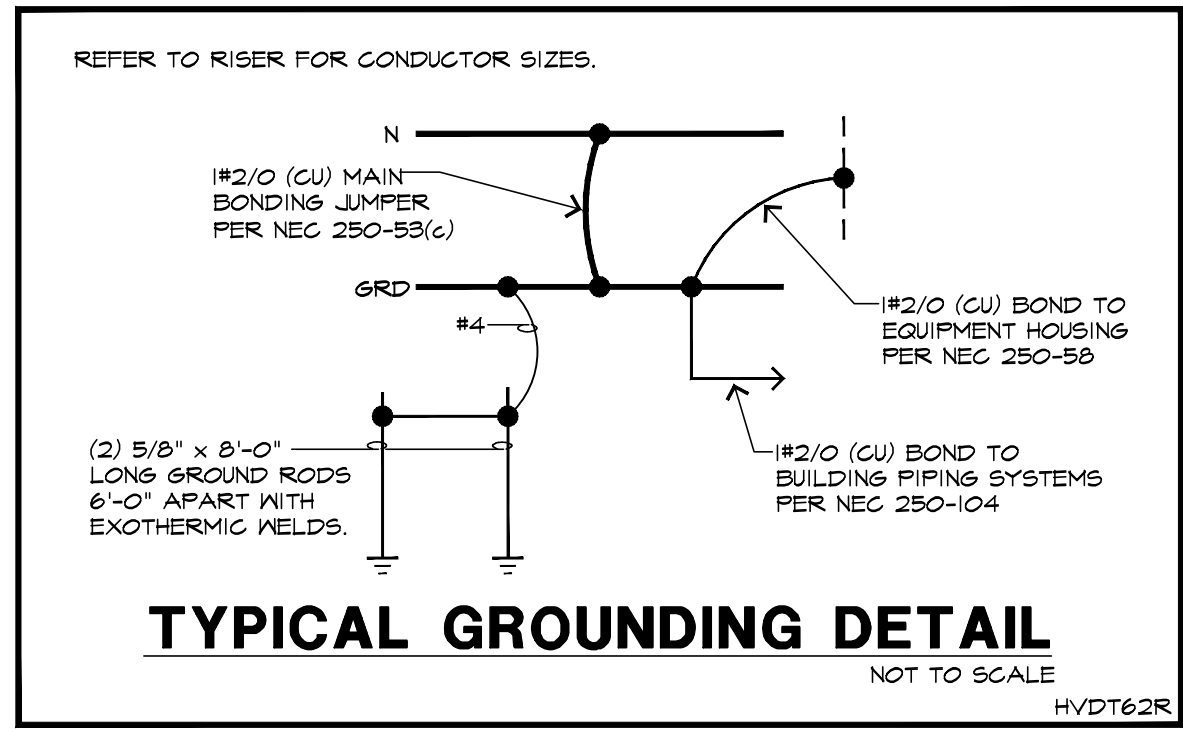 REFER TO RISER FOR CONDUCTOR SIZES.
N
1#2/0 (CU) MAIN
BONDING JUMPER
PER NEC 250-53(c)
GRD
#4
1#2/0 (CU) BOND TO
EQUIPMENT HOUSING
PER NEC 250-58
(2) 5/8" x 8'-0"
LONG GROUND RODS
6'-0" APART WITH
EXOTHERMIC WELDS.
1#2/0 (CU) BOND TO
BUILDING PIPING SYSTEMS
PER NEC 250-104
TYPICAL GROUNDING DETAIL
NOT TO SCALE
HVDT62R